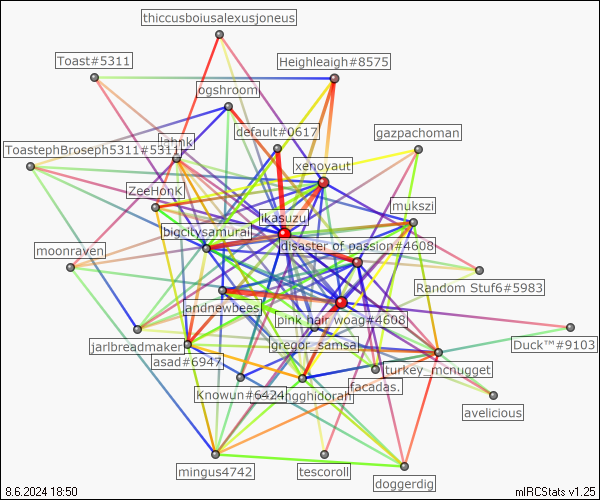 thiccusboiusalexusjoneus
Toast#5311
Heighleaigh#8575
ogshroom
default#0617
gazpachoman
ToastephBroseph5311#5311
xenoyaut
ZeeHonK
mukszi
ikasuzu
bigcitysamurai
disaster of passion#4608
moonraven
Random Stuf6#5983
andnewbees
pink hair woag#4608
jarlbreadmaker
gregor_samsa
Duck™#9103
asad#6947
turkey_mcnugget
facadas.
Knowun#6424
ngghidorah
avelicious
mingus4742
tescoroll
doggerdig
8.6.2024 18:50
mIRCStats v1.25